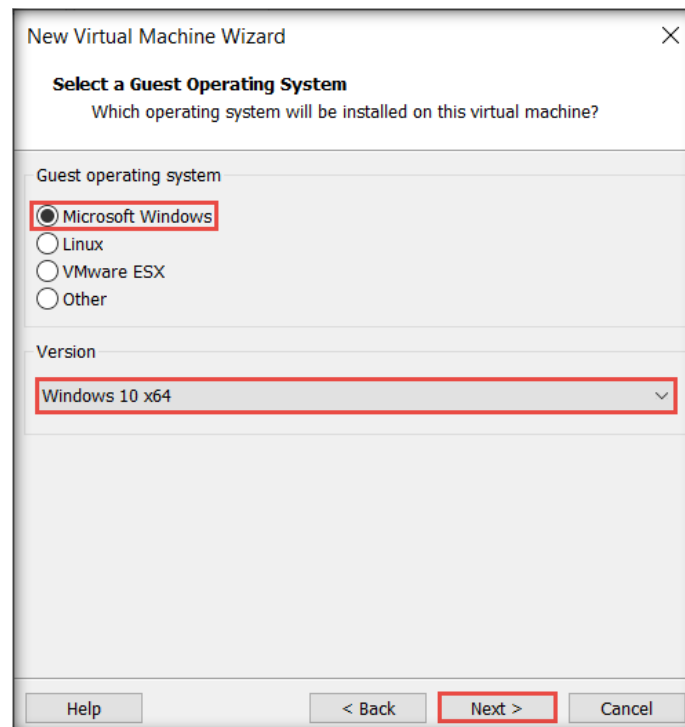 New Virtual Machine Wizard
Select a Guest Operating System
Which operating system will be installed on this virtual machine?
Guest operating system
Microsoft Windows
Linux
VMware ESX
Other
Version
Windows 10 x64
Help
< Back
Next >
Cancel